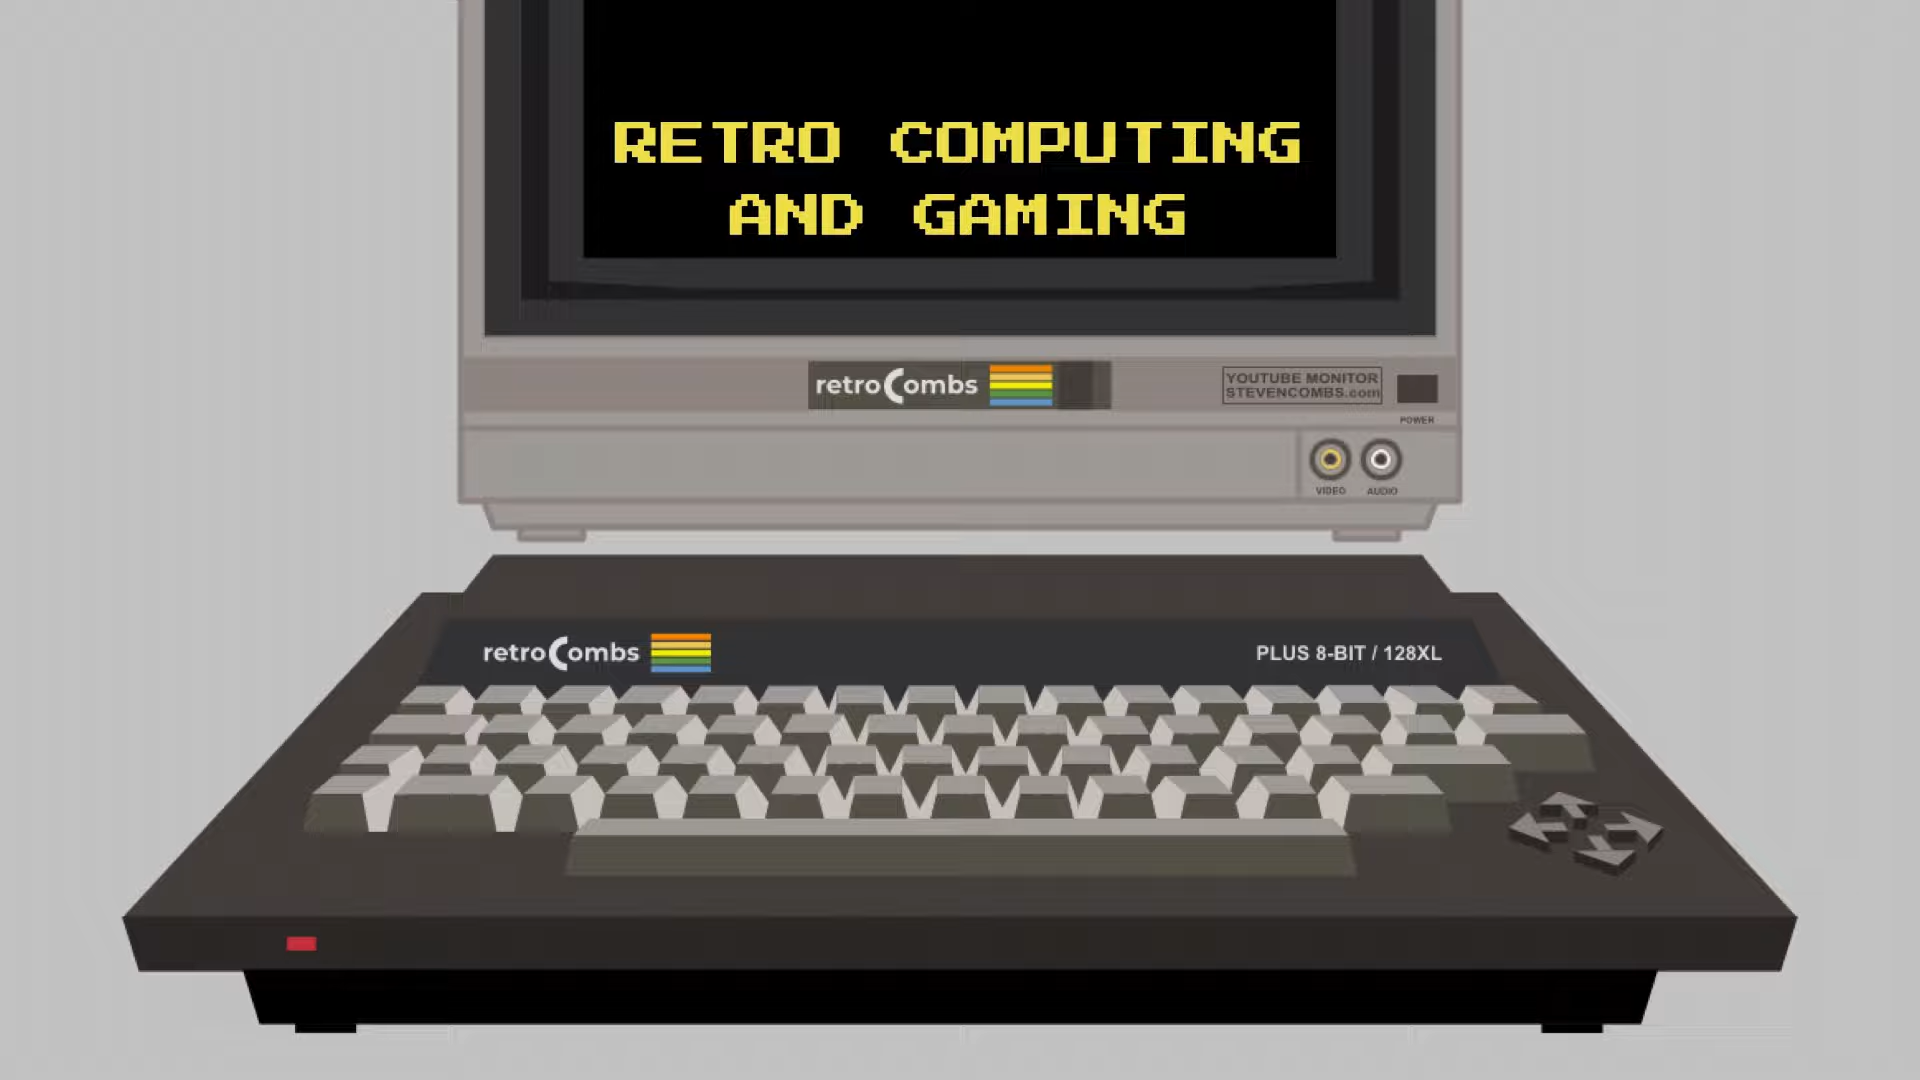 RETRO COMPUTING
AND GAMING
retroCombs
YOUTUBE MONITOR
STEVENCOMBS.com
POWER
VIDEO AUDIO
retroCombs
PLUS 8-BIT / 128XL